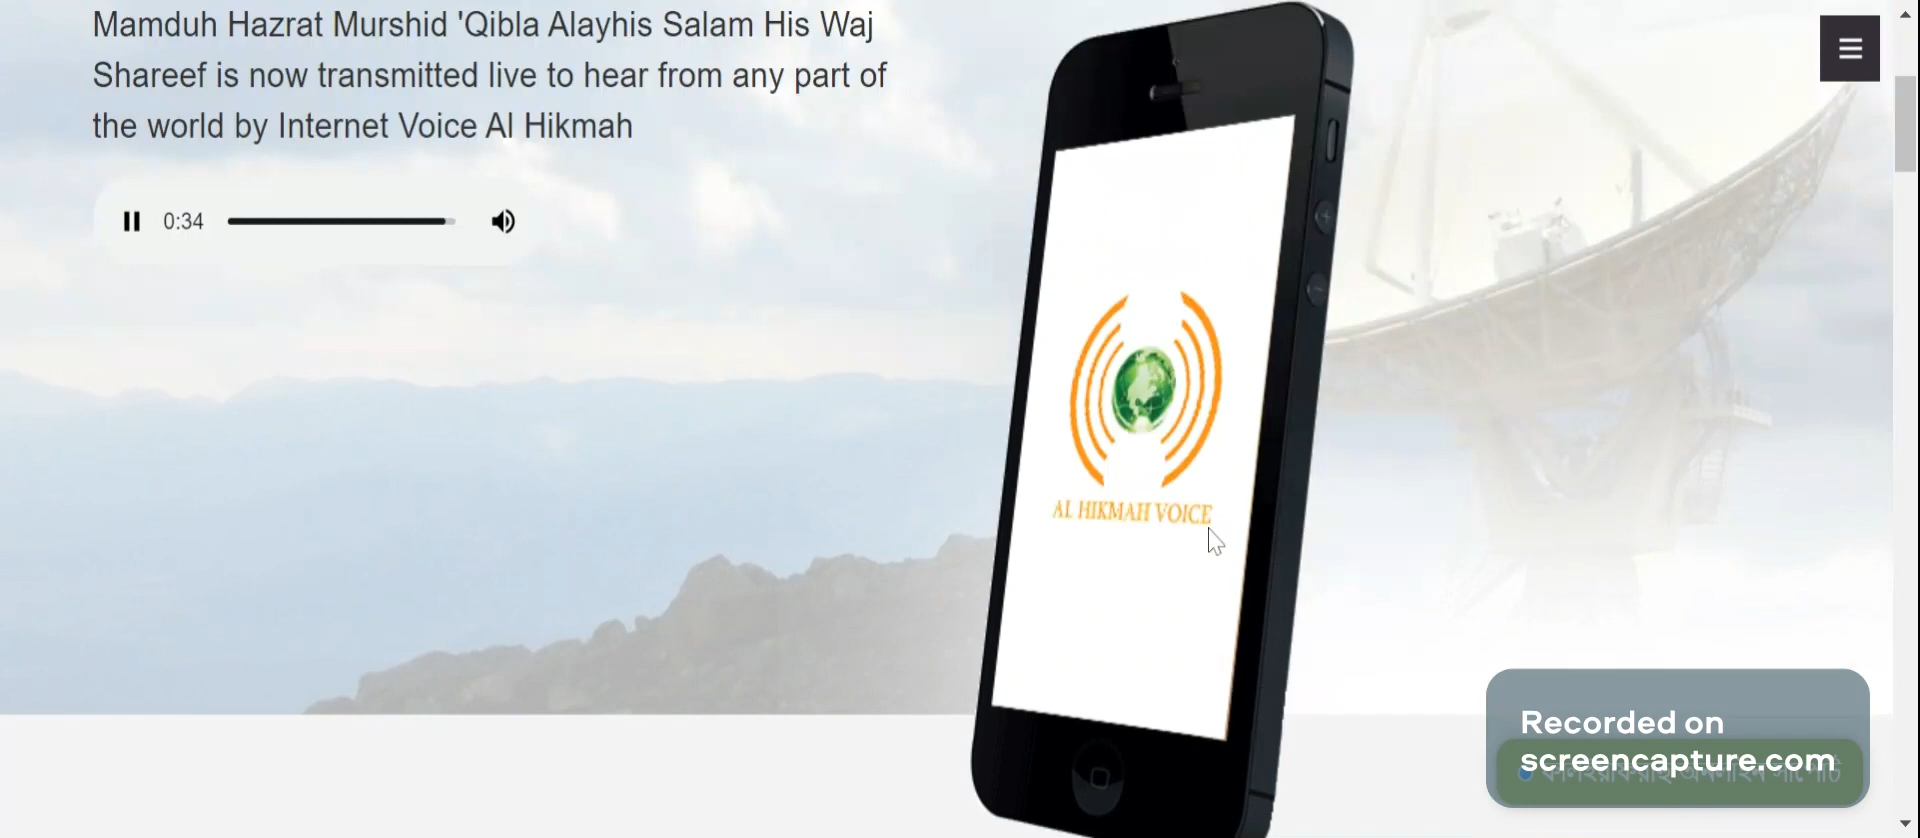 Mamduh Hazrat Murshid 'Qibla Alayhis Salam His Waj
Shareef is now transmitted live to hear from any part of
the world by Internet Voice Al Hikmah
0:34
AL HIKMAH VOICE
Recorded on
screencapture.com